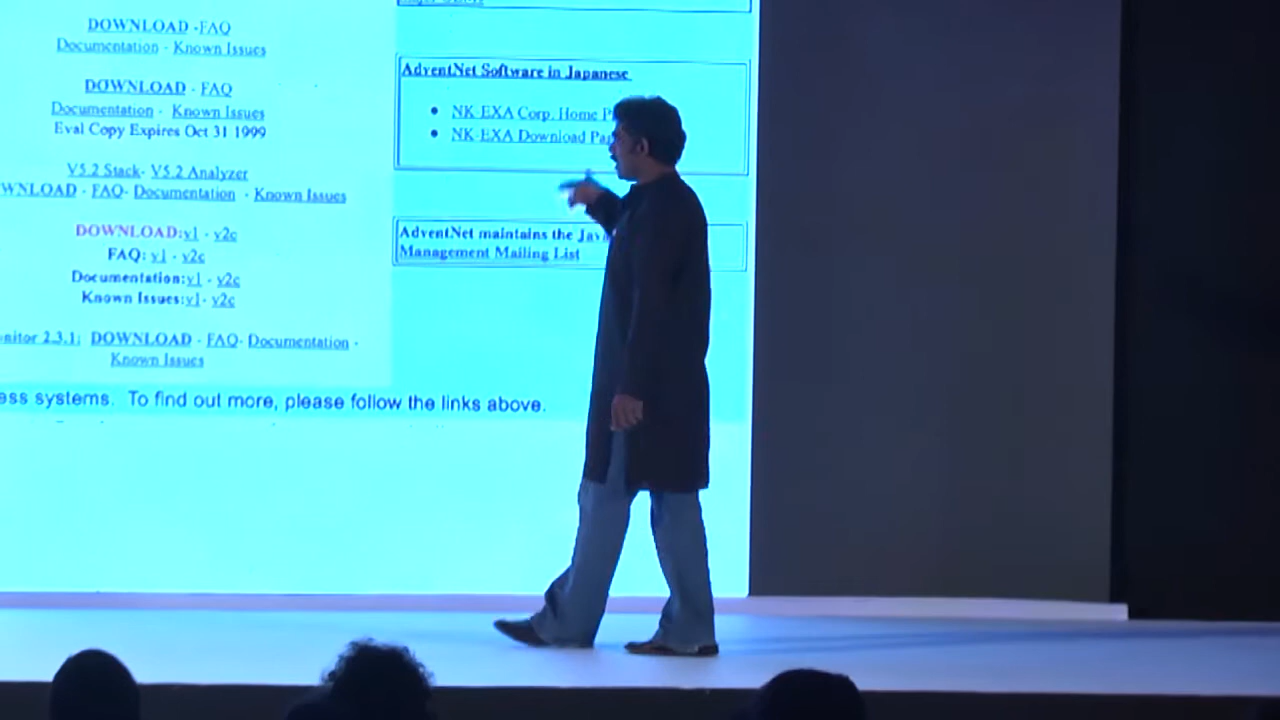 DOWNLOAD -FAQ
Documentation - Known Issues
DOWNLOAD - FAQ
Documentation - Known Issues
Eval Copy Expires Oct 31 1999
V5.2 Stack- V5.2 Analyzer
WNLOAD - FAQ- Documentation - Known Issues
DOWNLOAD:v1 - v2c
FAQ: v1 - v2c
Documentation:v1 - v2c
Known Issues:v1- v2c
nitor 2.3.1: DOWNLOAD - FAQ- Documentation -
Known Issues
ess systems. To find out more, please follow the links above.
AdventNet Software in Japanese
NK-EXA Corp. Home P
NK-EXA Download Pa
AdventNet maintains the Jav
Management Mailing List